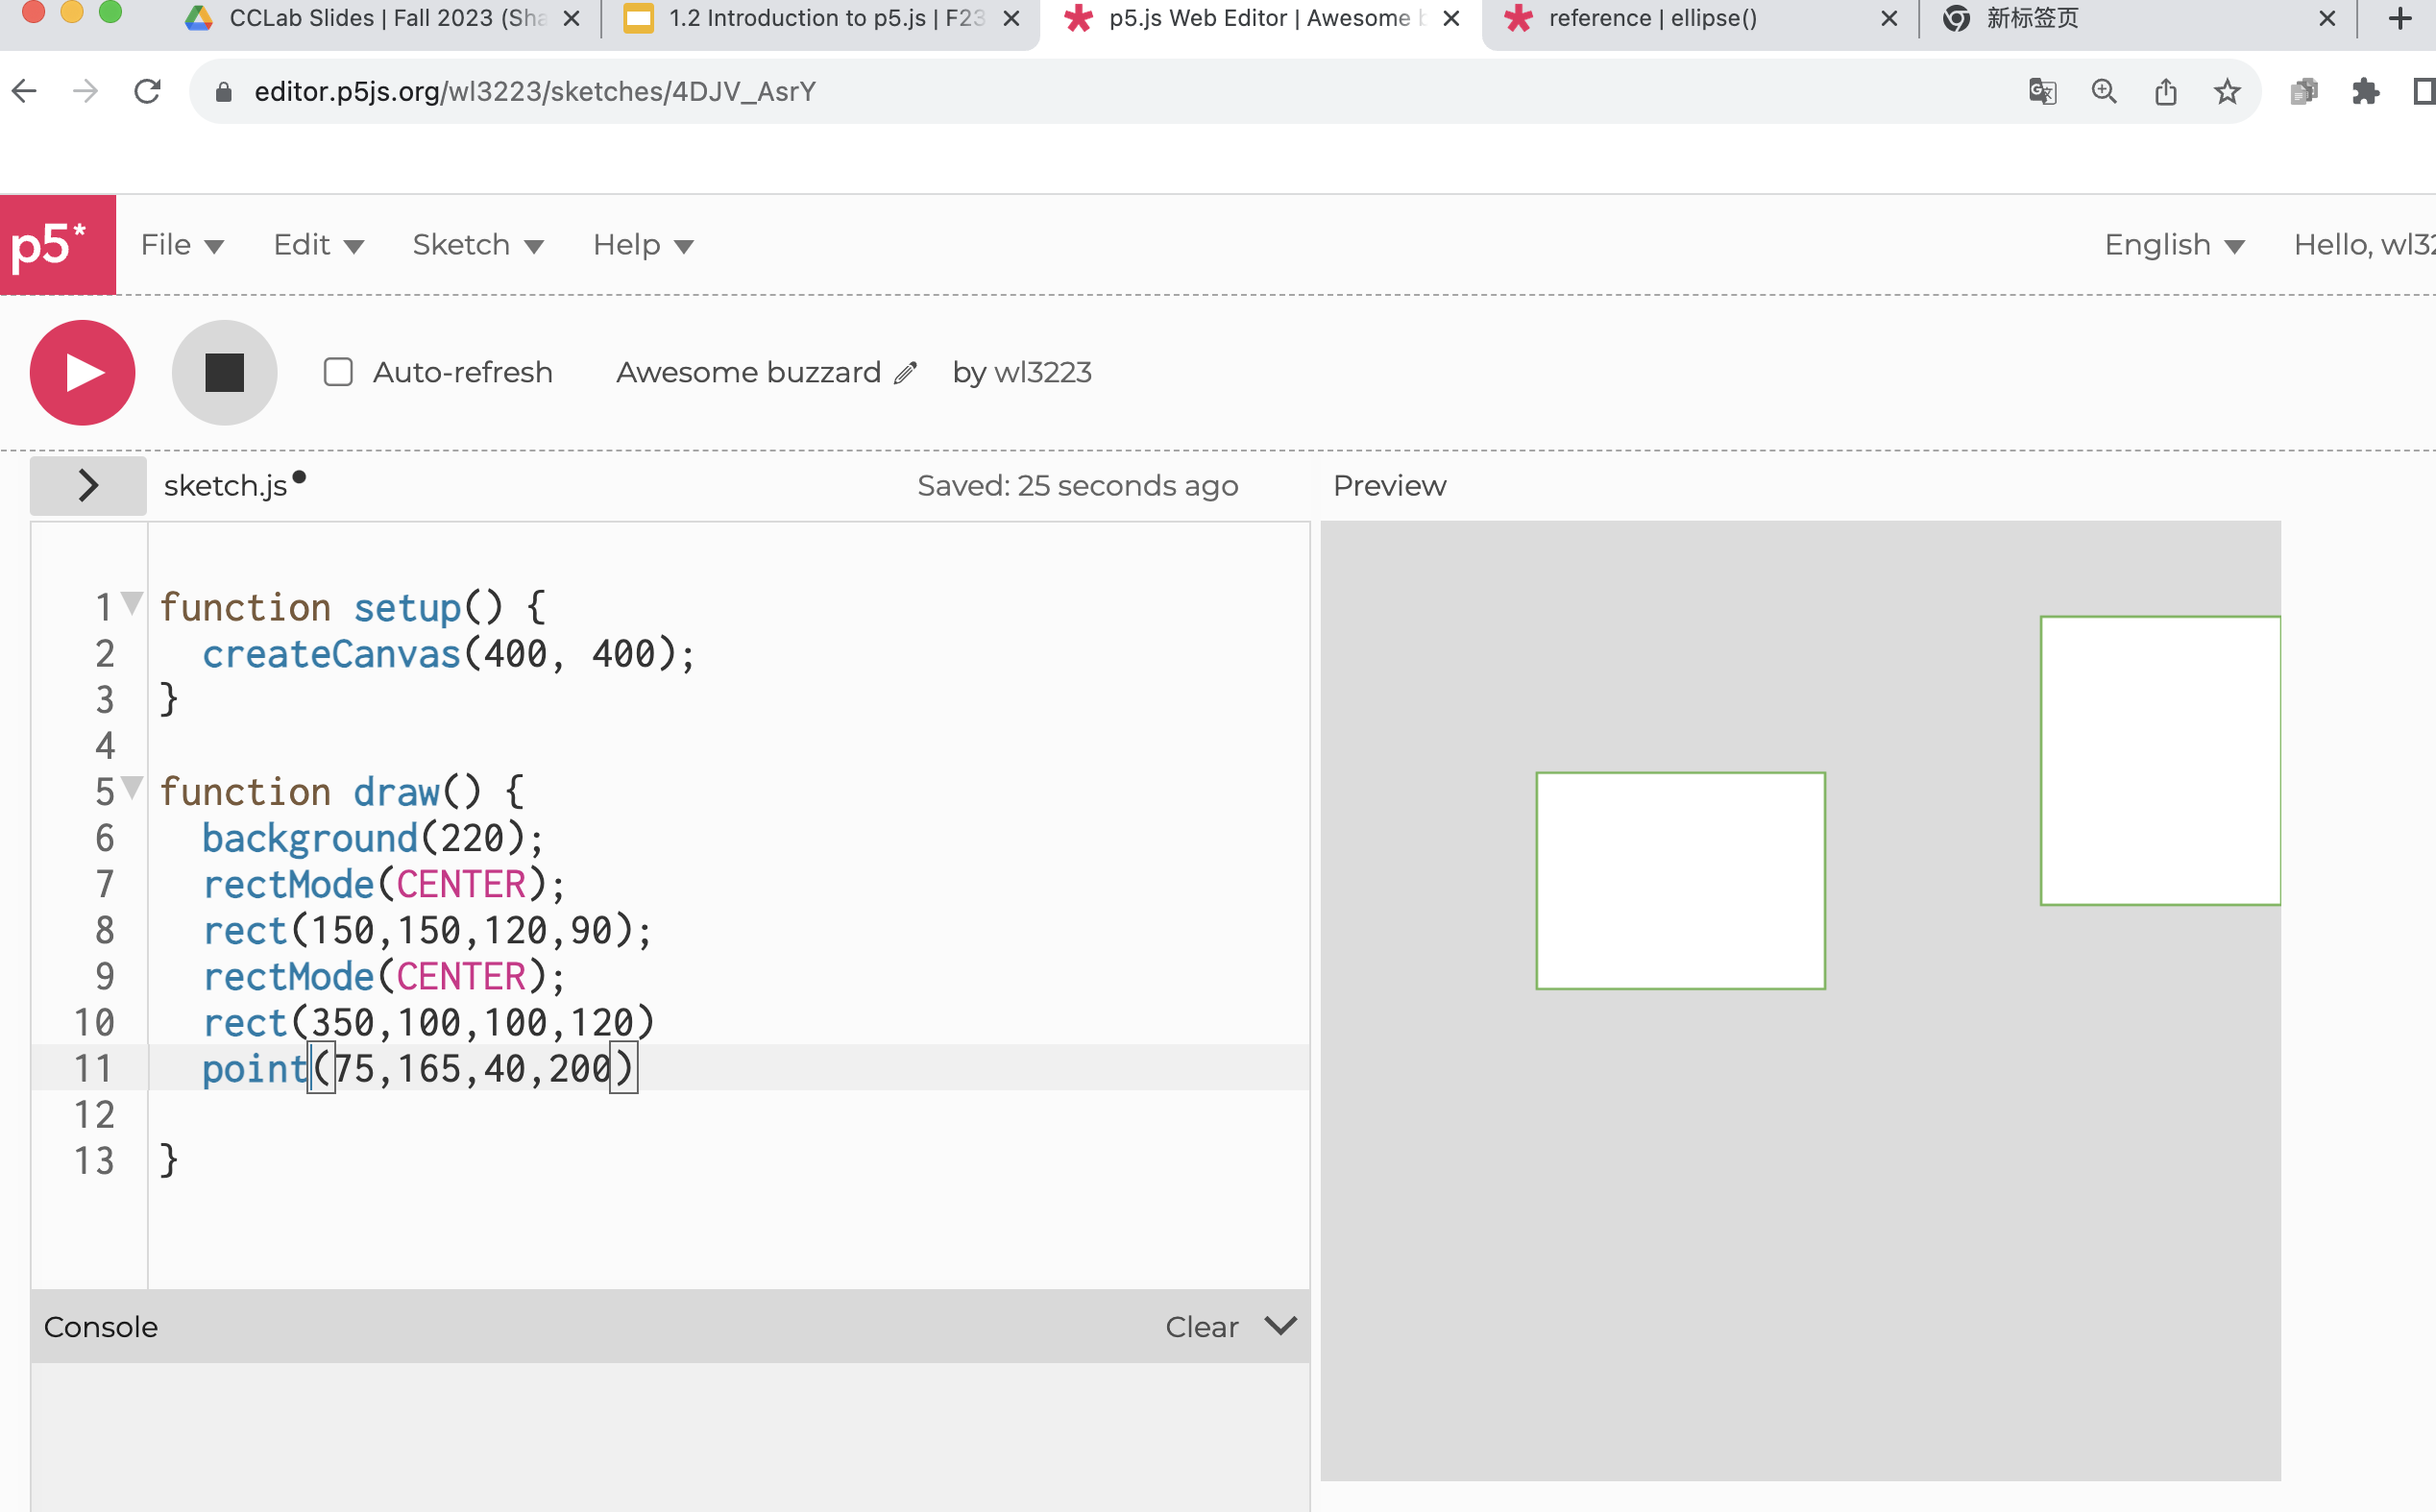 CCLab Slides | Fall 2023 (Sha
1.2 Introduction to p5.js | F23
p5.js Web Editor | Awesome b
reference | ellipse()
新标签页
editor.p5js.org/wl3223/sketches/4DJV_AsrY
p5*
File
Edit
Sketch
Help
English
Hello, wl32
Auto-refresh
Awesome buzzard
by wl3223
sketch.js
Saved: 25 seconds ago
Preview
1 function setup() {
2 createCanvas(400, 400);
3 }
4
5 function draw() {
6 background(220);
7 rectMode(CENTER);
8 rect(150,150,120,90);
9 rectMode(CENTER);
10 rect(350,100,100,120)
11 point(75,165,40,200)
12
13 }
Console
Clear